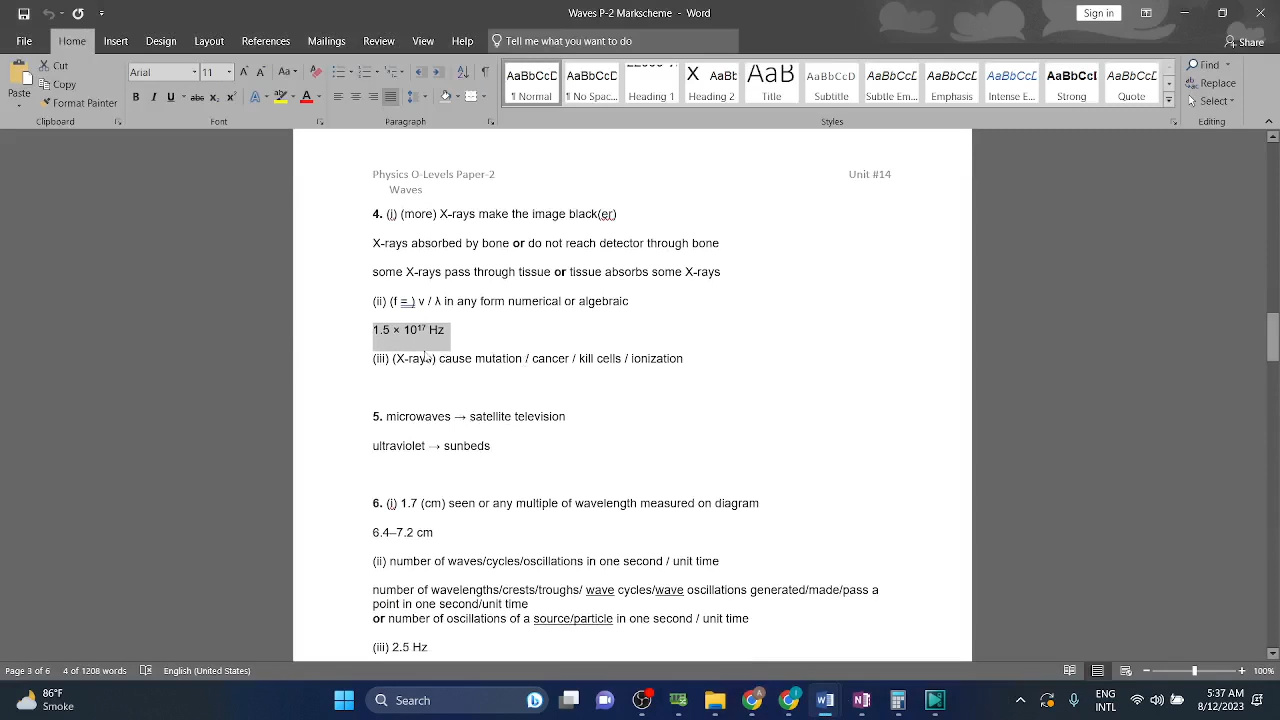 Waves P-2 Markscheme - Word
Sign in
File Home Insert Design Layout References Mailings Review View Help Tell me what you want to do Share
Paste Cut Copy Format Painter Clipboard
Arial 11 Font
Paragraph
AaBbCcD ¶ Normal
AaBbCcD ¶ No Spac...
Heading 1
Heading 2
AaB Title
AaBbCcD Subtitle
AaBbCcL Subtle Em...
AaBbCcL Emphasis
AaBbCcL Intense E...
AaBbCcI Strong
AaBbCcL Quote
Styles
Find Replace Select Editing
Physics O-Levels Paper-2 Unit #14
Waves
4. (i) (more) X-rays make the image black(er)
X-rays absorbed by bone or do not reach detector through bone
some X-rays pass through tissue or tissue absorbs some X-rays
(ii) (f = ) v / λ in any form numerical or algebraic
1.5 × 10¹⁷ Hz
(iii) (X-rays) cause mutation / cancer / kill cells / ionization
5. microwaves → satellite television
ultraviolet → sunbeds
6. (i) 1.7 (cm) seen or any multiple of wavelength measured on diagram
6.4–7.2 cm
(ii) number of waves/cycles/oscillations in one second / unit time
number of wavelengths/crests/troughs/ wave cycles/wave oscillations generated/made/pass a
point in one second/unit time
or number of oscillations of a source/particle in one second / unit time
(iii) 2.5 Hz
Page 3 of 6 4 of 1208 words English (United States) 100%
86°F
Smoke
Search
ENG
INTL
5:37 AM
8/12/2023